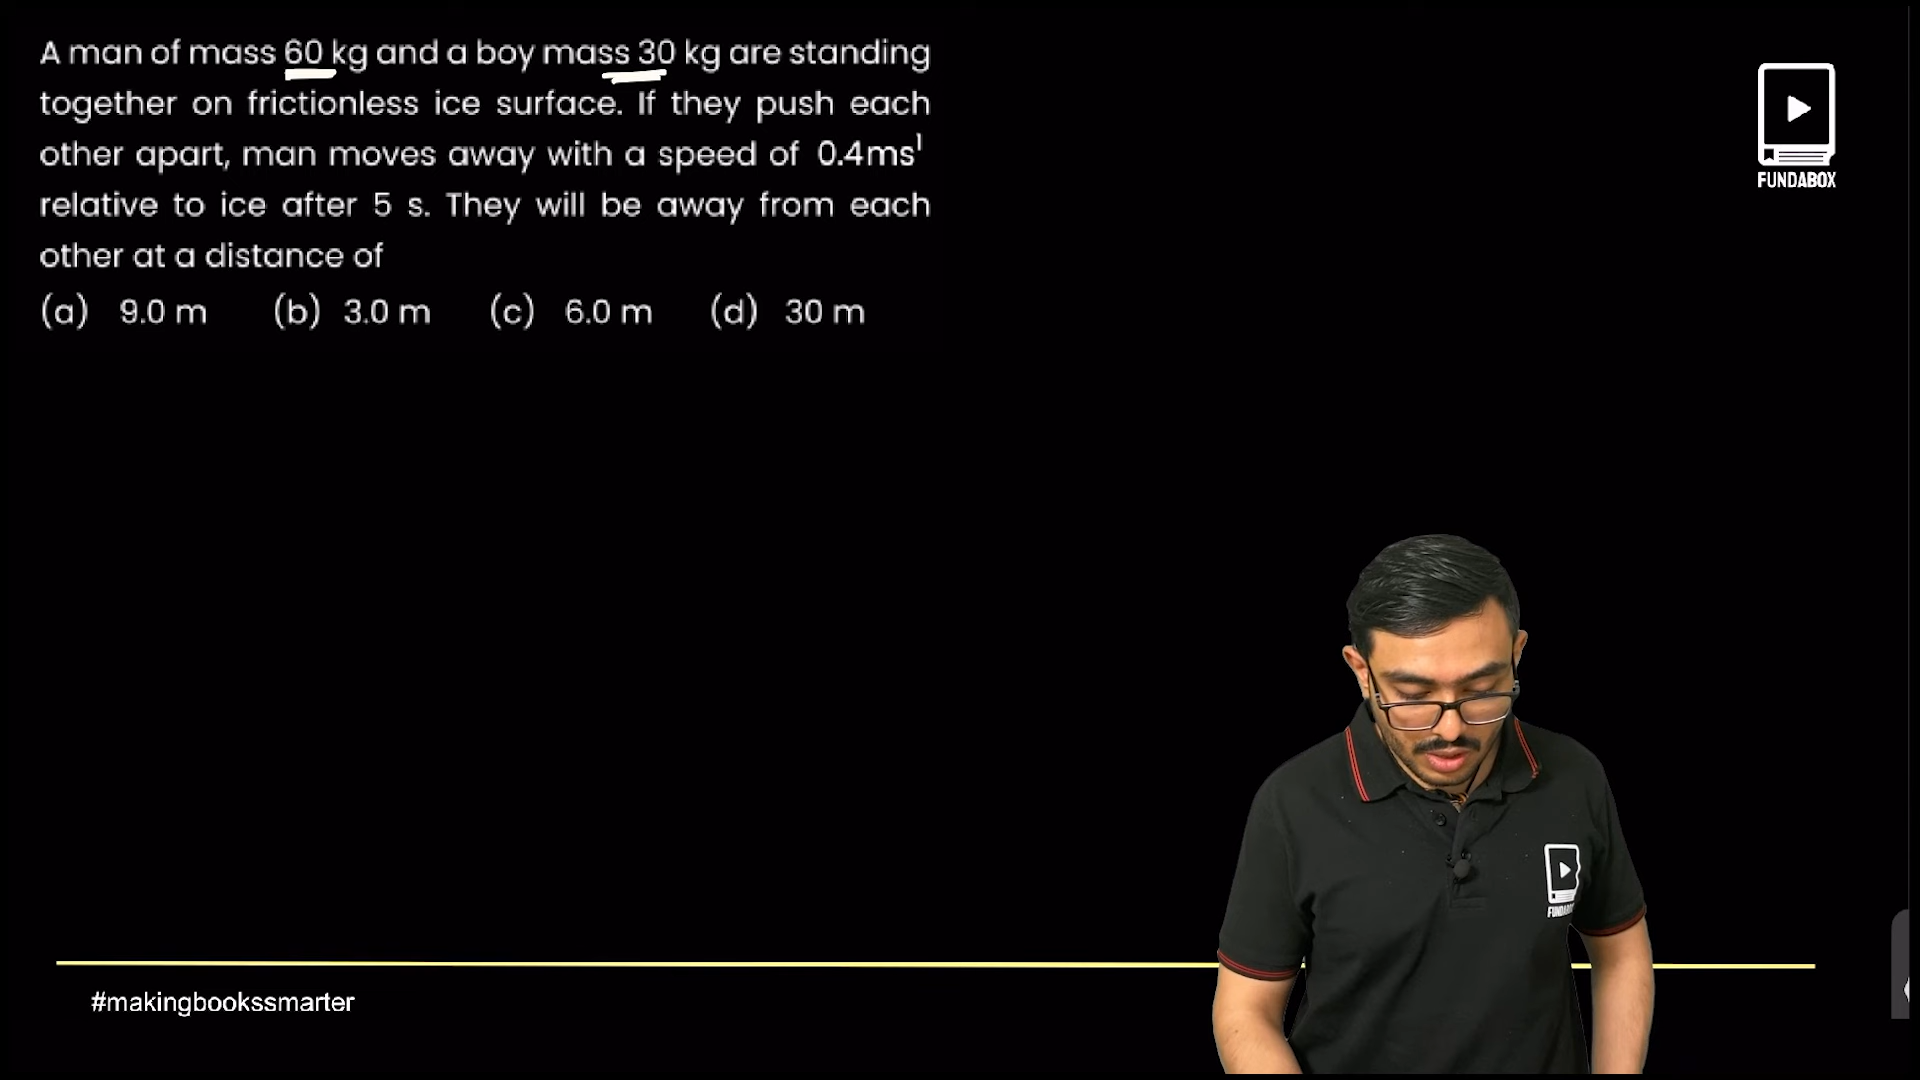 A man of mass 60 kg and a boy mass 30 kg are standing
together on frictionless ice surface. If they push each
other apart, man moves away with a speed of 0.4ms¹
relative to ice after 5 s. They will be away from each
other at a distance of
(a) 9.0 m (b) 3.0 m (c) 6.0 m (d) 30 m
FUNDABOX
#makingbookssmarter